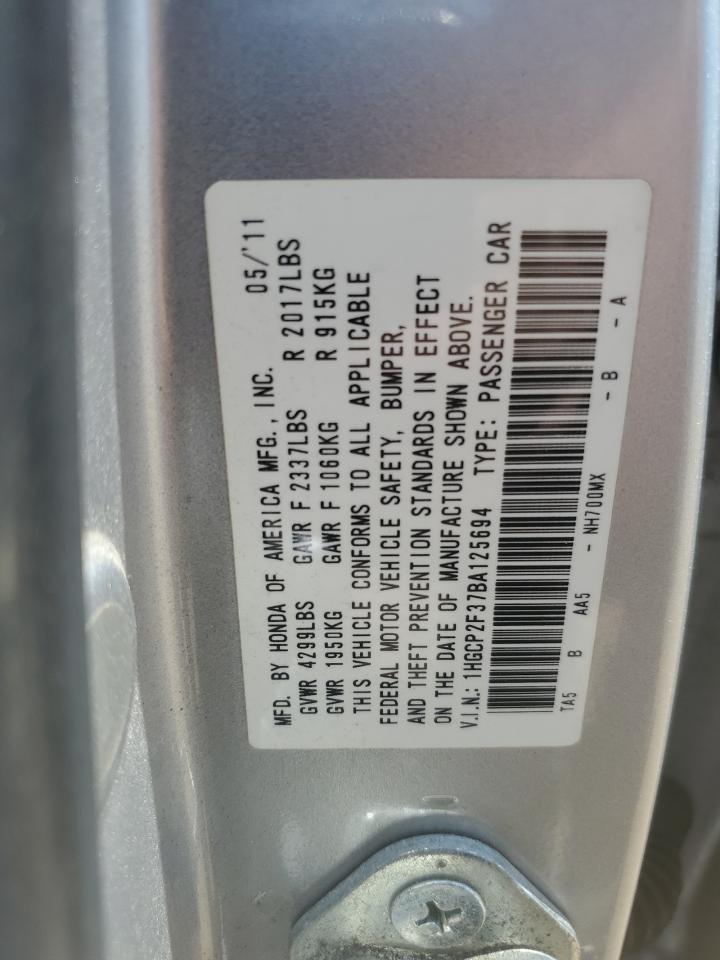 MFD. BY HONDA OF AMERICA MFG., INC. 05/'11
GVWR 4299LBS GAWR F 2337LBS R 2017LBS
GVWR 1950KG GAWR F 1060KG R 915KG
THIS VEHICLE CONFORMS TO ALL APPLICABLE
FEDERAL MOTOR VEHICLE SAFETY, BUMPER,
AND THEFT PREVENTION STANDARDS IN EFFECT
ON THE DATE OF MANUFACTURE SHOWN ABOVE.
V.I.N.: 1HGCP2F37BA125694 TYPE: PASSENGER CAR
TA5 B AA5 - NH700MX - B - A